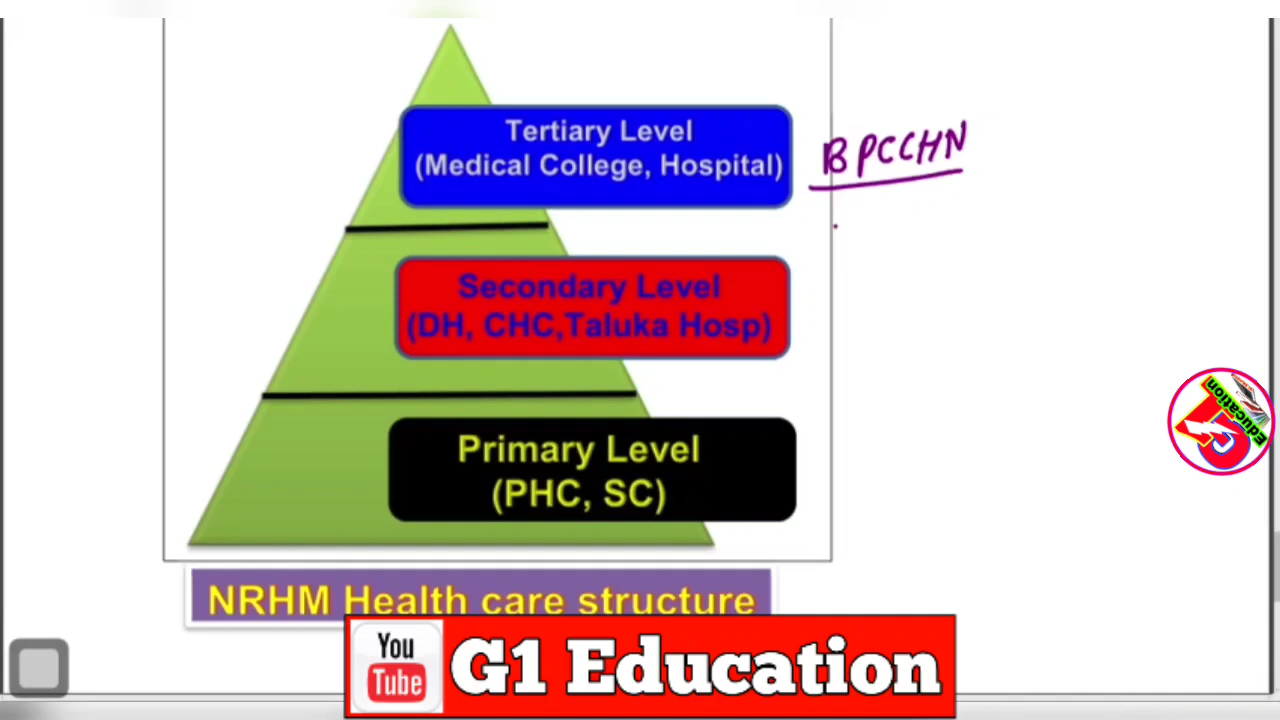 Tertiary Level
(Medical College, Hospital)
BPCCHN
Secondary Level
(DH, CHC,Taluka Hosp)
Primary Level
(PHC, SC)
Education
NRHM Health care structure
You
Tube
G1 Education